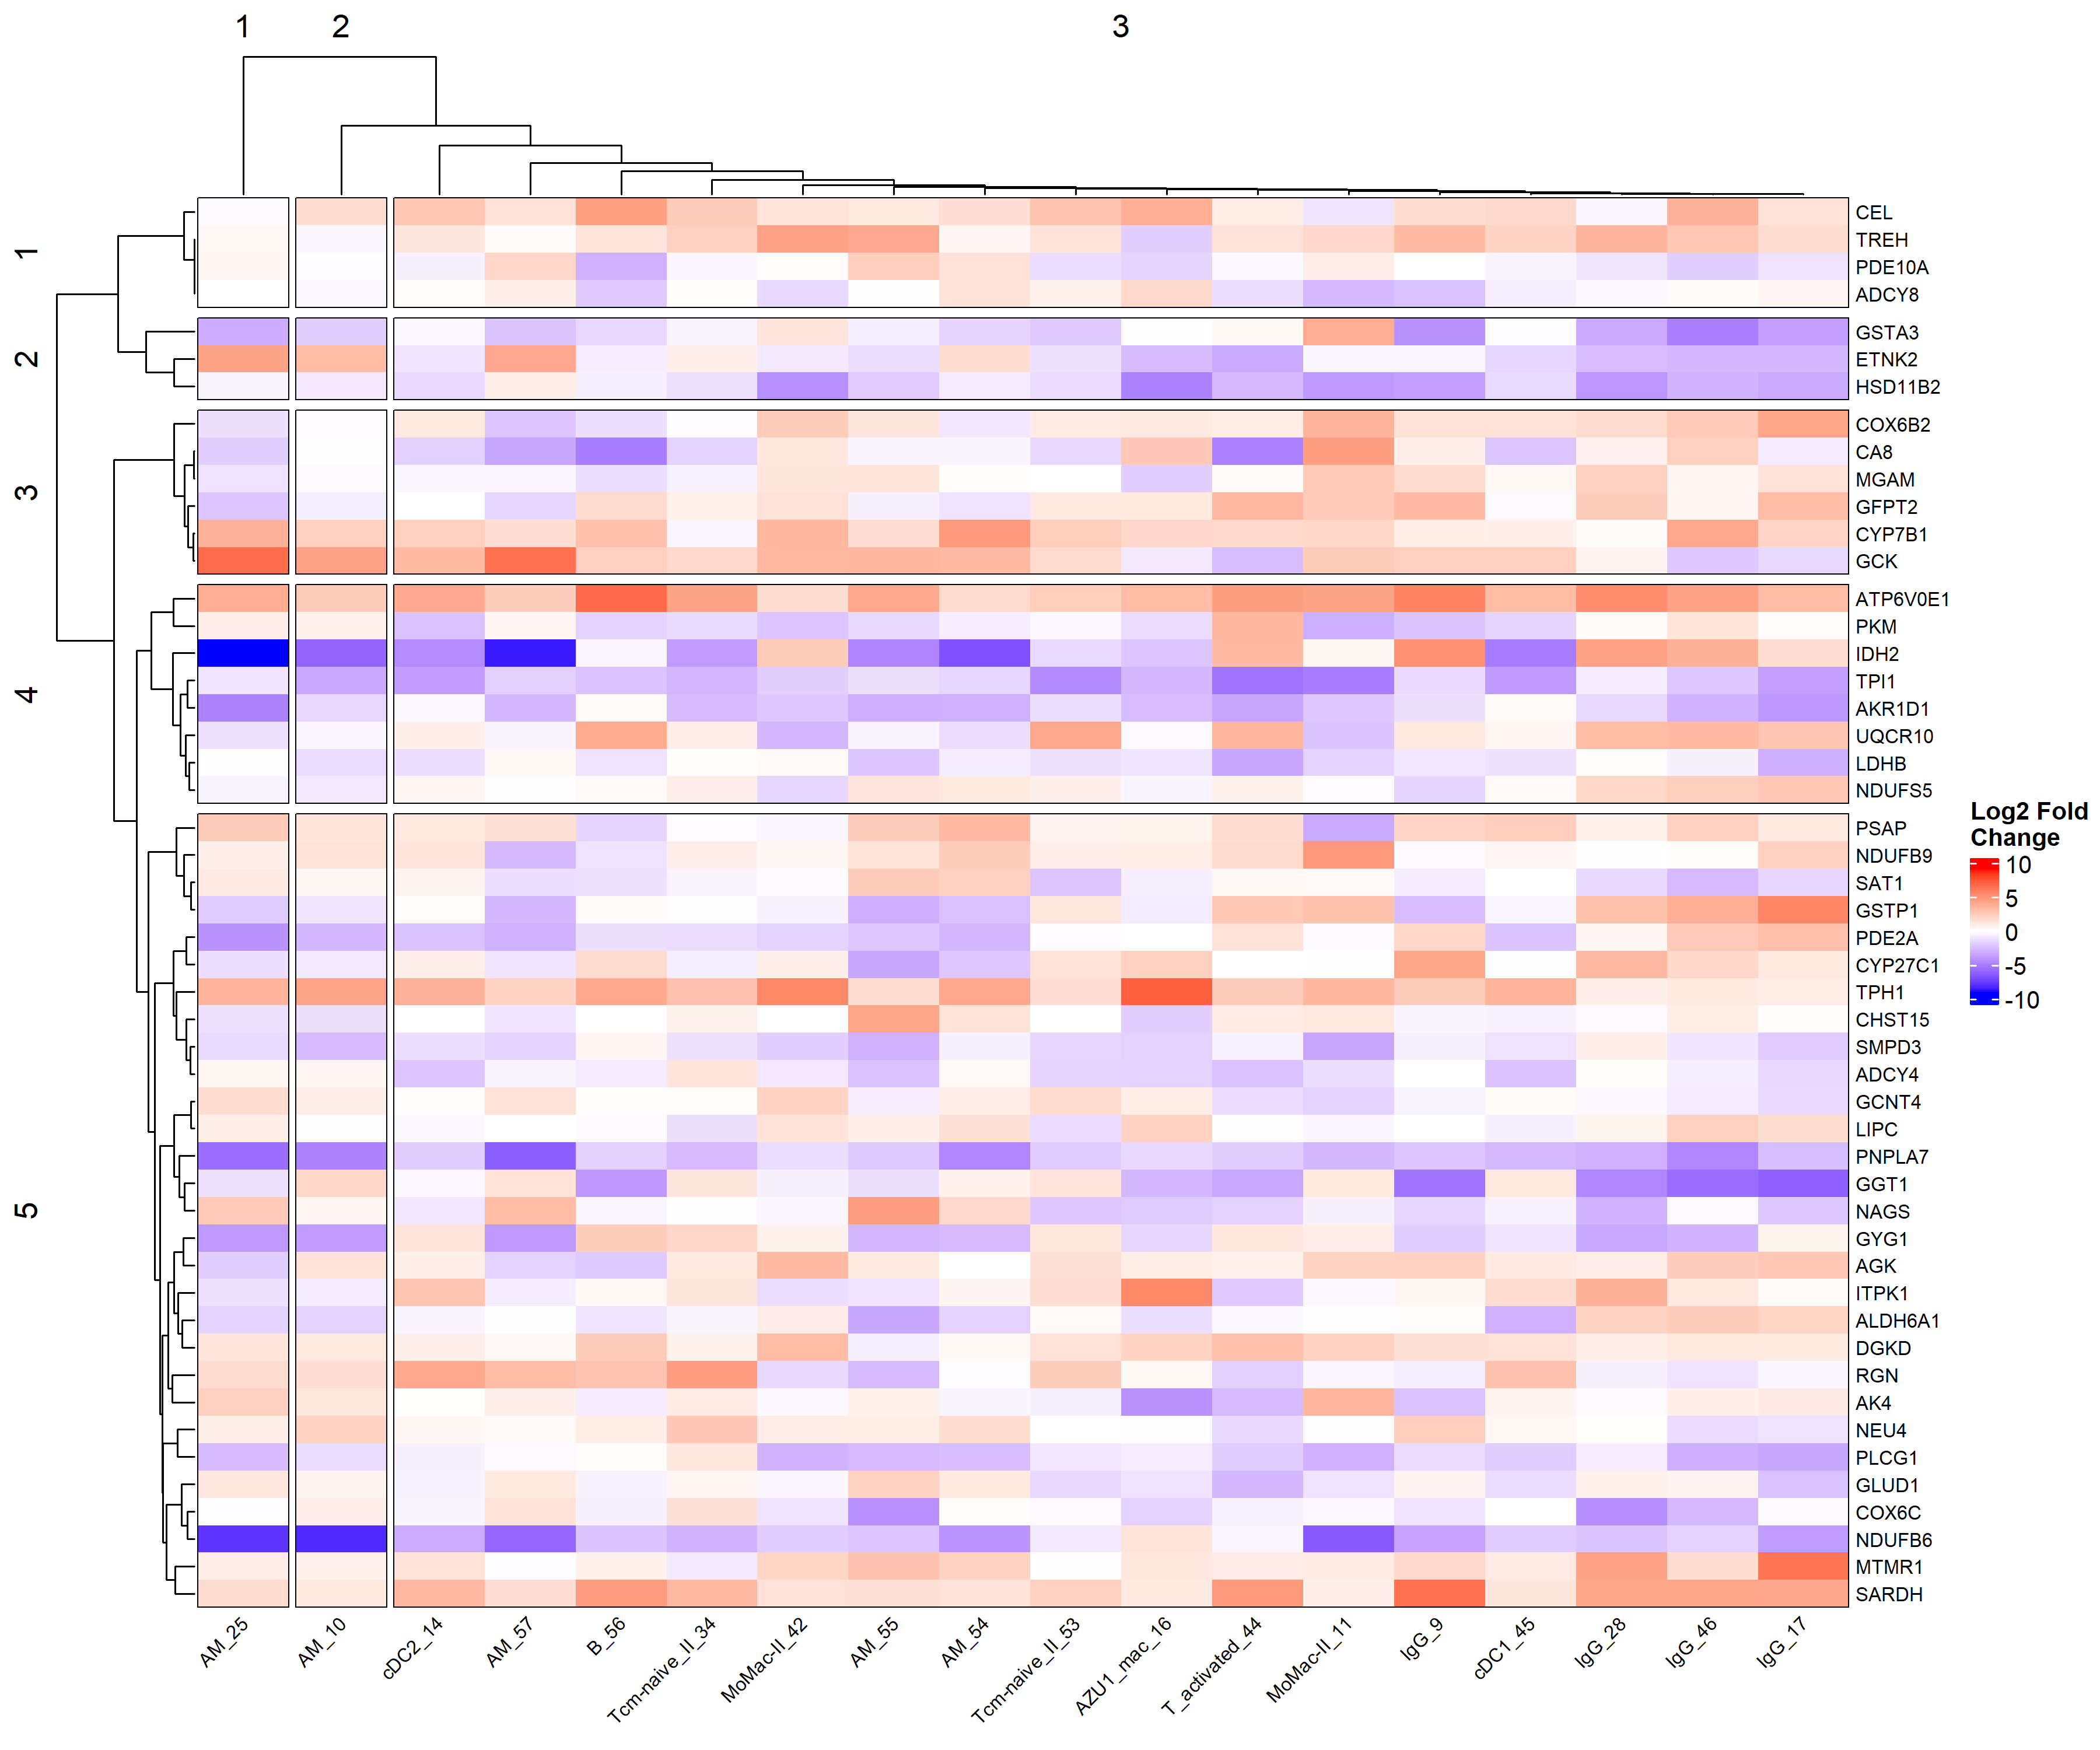 1
2
3
1
CEL
TREH
PDE10A
ADCY8
2
GSTA3
ETNK2
HSD11B2
3
COX6B2
CA8
MGAM
GFPT2
CYP7B1
GCK
4
ATP6V0E1
PKM
IDH2
TPI1
AKR1D1
UQCR10
LDHB
NDUFS5
5
PSAP
NDUFB9
SAT1
GSTP1
PDE2A
CYP27C1
TPH1
CHST15
SMPD3
ADCY4
GCNT4
LIPC
PNPLA7
GGT1
NAGS
GYG1
AGK
ITPK1
ALDH6A1
DGKD
RGN
AK4
NEU4
PLCG1
GLUD1
COX6C
NDUFB6
MTMR1
SARDH
AM_25
AM_10
cDC2_14
AM_57
B_56
Tcm-naive_II_34
MoMac-II_42
AM_55
AM_54
Tcm-naive_II_53
AZU1_mac_16
T_activated_44
MoMac-II_11
IgG_9
cDC1_45
IgG_28
IgG_46
IgG_17
Log2 Fold
Change
10
5
0
-5
-10